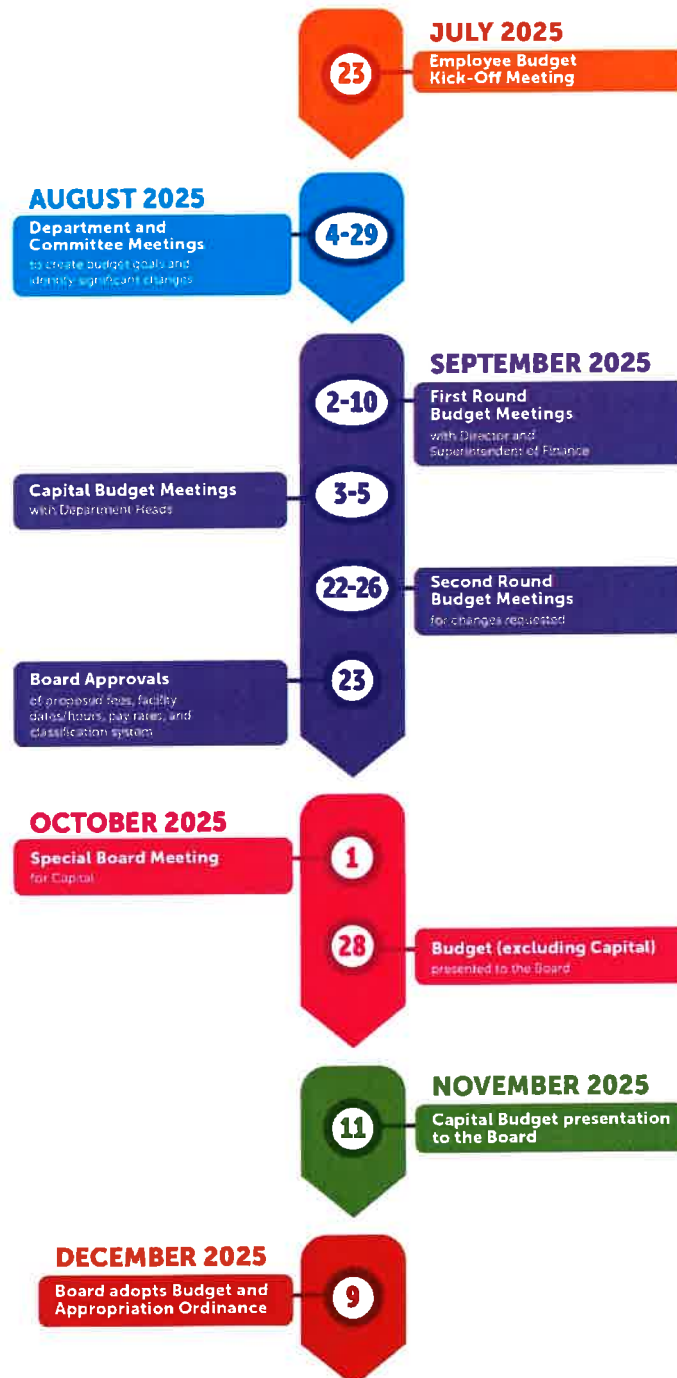 JULY 2025
23
Employee Budget
Kick-Off Meeting
AUGUST 2025
4-29
Department and
Committee Meetings
to create budget goals and
identify significant changes
SEPTEMBER 2025
2-10
First Round
Budget Meetings
with Director and
Superintendent of Finance
Capital Budget Meetings
with Department Heads
3-5
22-26
Second Round
Budget Meetings
for changes requested
Board Approvals
of proposed fees, facility
dates/hours, pay rates, and
classification system
23
OCTOBER 2025
Special Board Meeting
for Capital
1
28
Budget (excluding Capital)
presented to the Board
NOVEMBER 2025
11
Capital Budget presentation
to the Board
DECEMBER 2025
Board adopts Budget and
Appropriation Ordinance
9